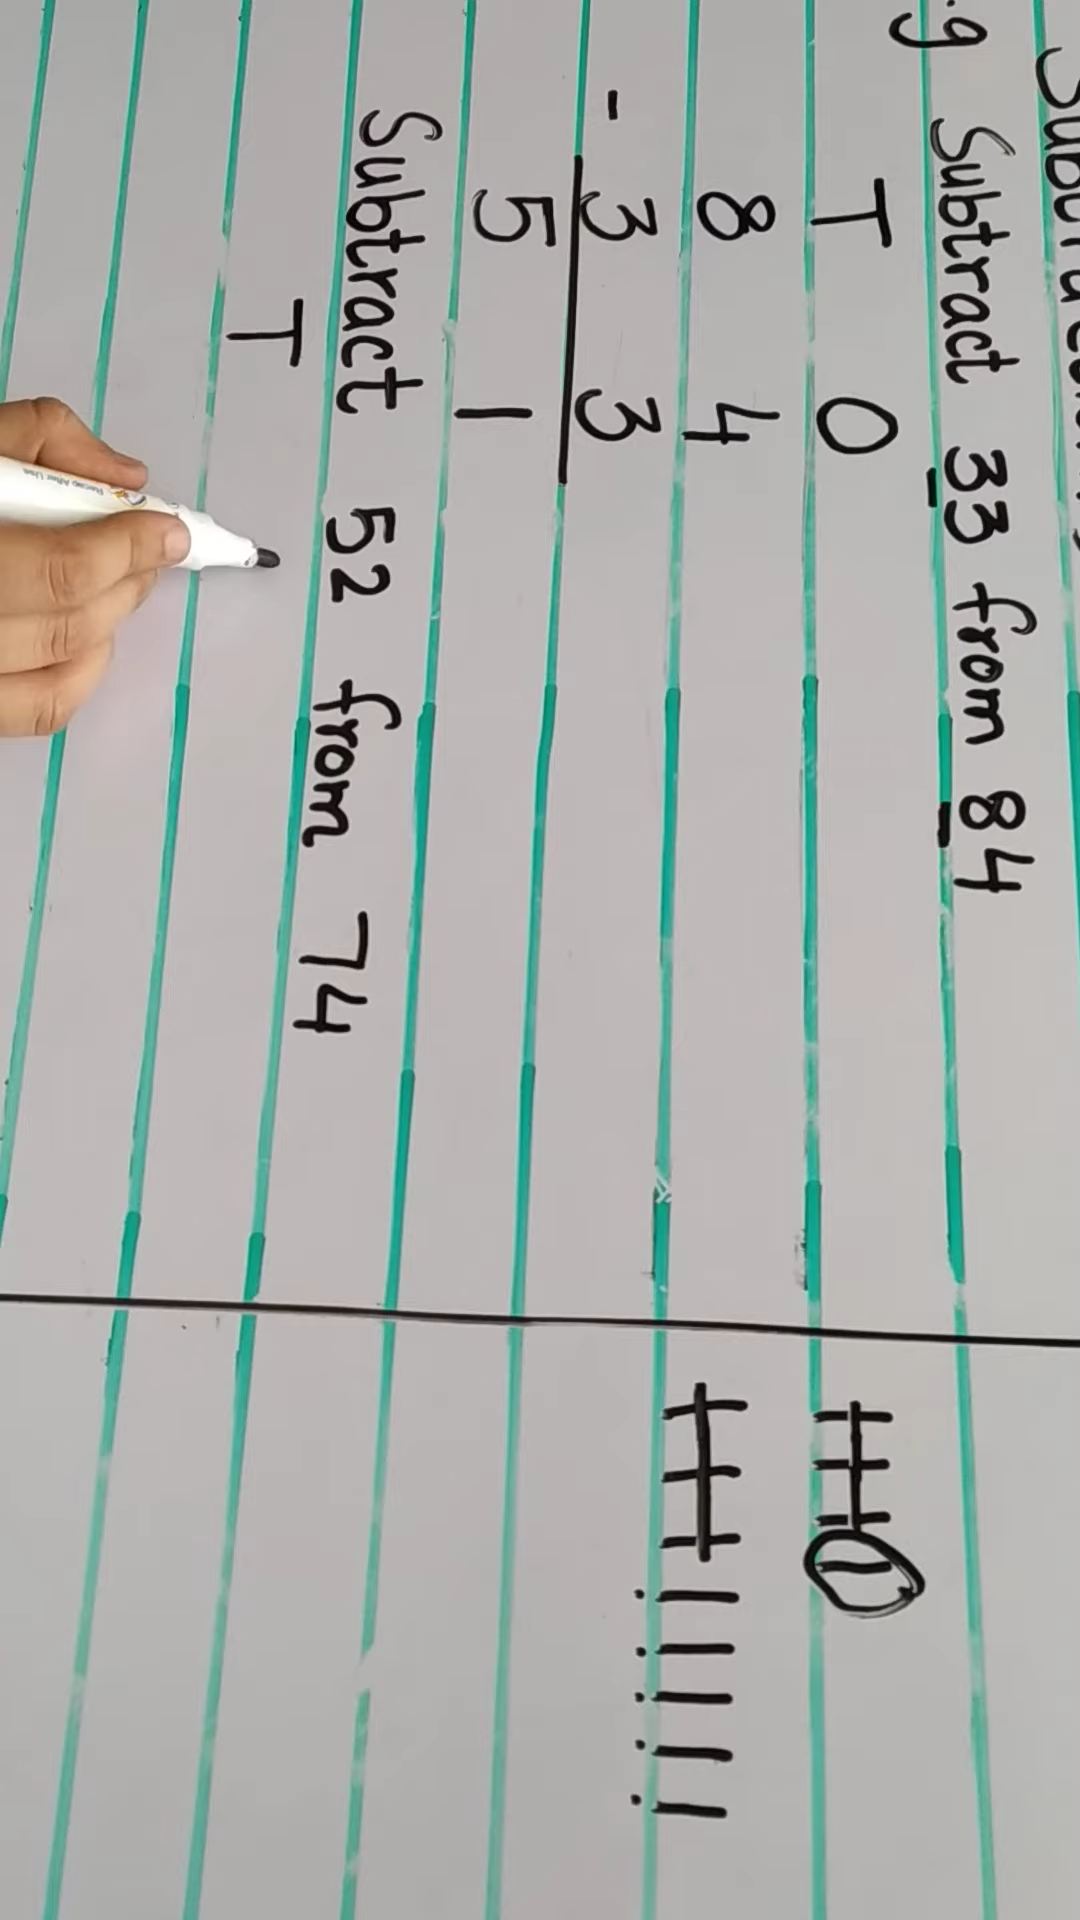 .g Subtract 33 from 84
T O
8 4
- 3 3
5 1
Subtract 52 from 74
T